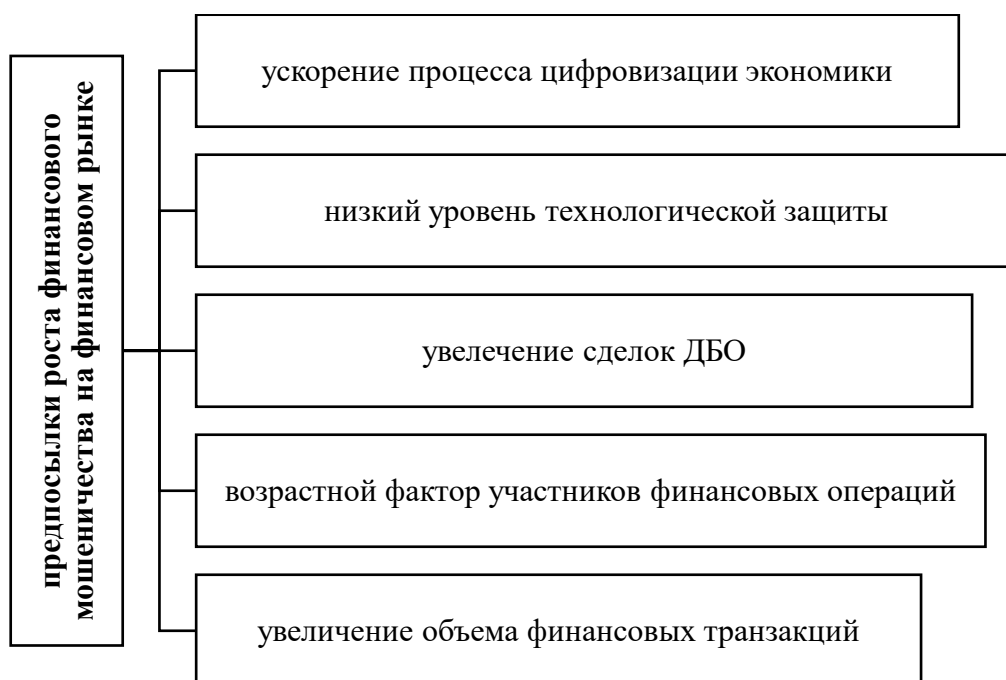 предпосылки роста финансового
мошеничества на финансовом рынке
ускорение процесса цифровизации экономики
низкий уровень технологической защиты
увелечение сделок ДБО
возрастной фактор участников финансовых операций
увеличение объема финансовых транзакций